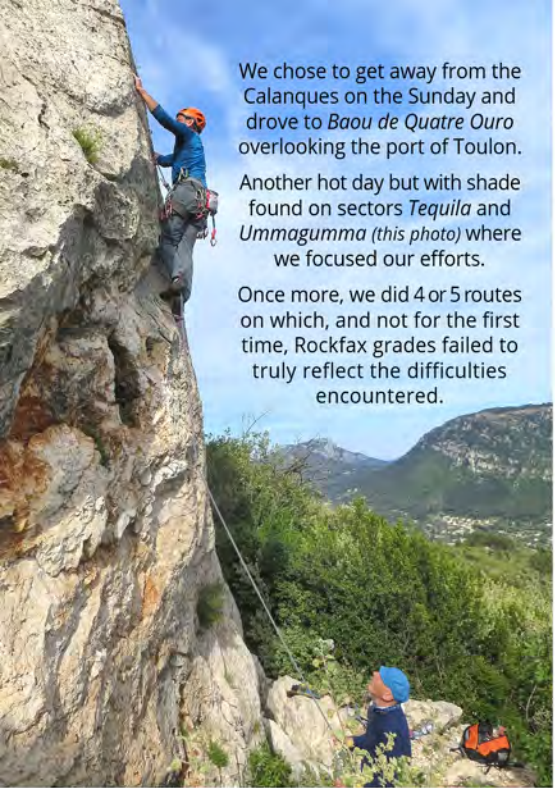 We chose to get away from the
Calanques on the Sunday and
drove to Baou de Quatre Ouro
overlooking the port of Toulon.
Another hot day but with shade
found on sectors Tequila and
Ummagumma (this photo) where
we focused our efforts.
Once more, we did 4 or 5 routes
on which, and not for the first
time, Rockfax grades failed to
truly reflect the difficulties
encountered.